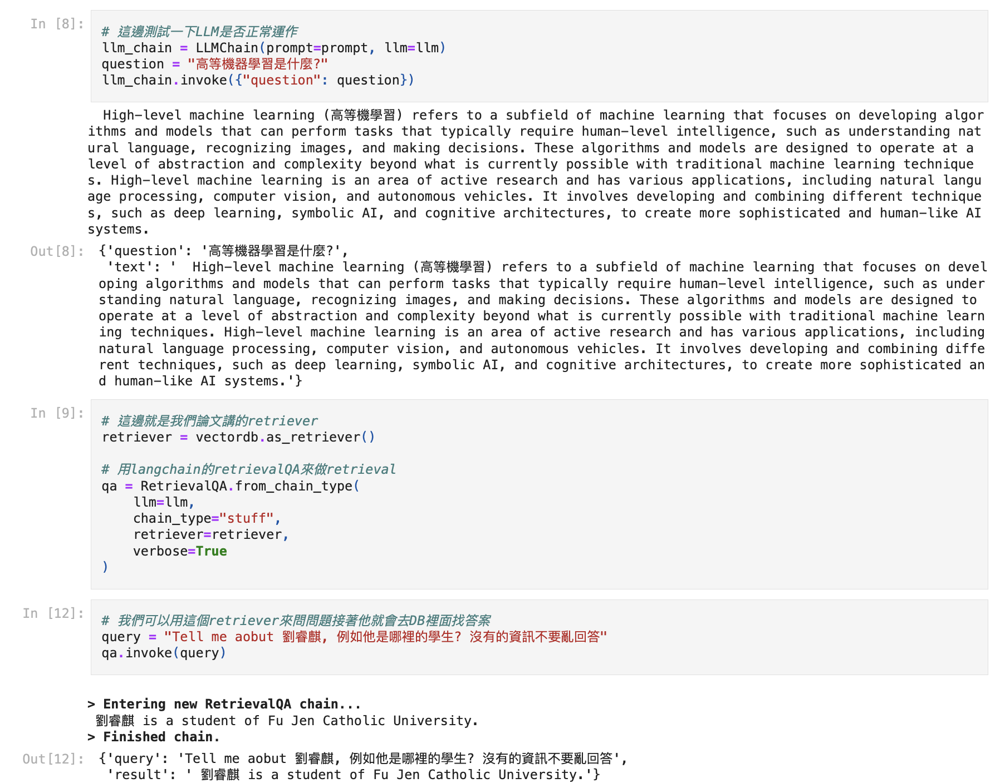 In [8]:
# 這邊測試一下LLM是否正常運作
llm_chain = LLMChain(prompt=prompt, llm=llm)
question = "高等機器學習是什麼?"
llm_chain.invoke({"question": question})
High-level machine learning (高等機學習) refers to a subfield of machine learning that focuses on developing algor
ithms and models that can perform tasks that typically require human-level intelligence, such as understanding nat
ural language, recognizing images, and making decisions. These algorithms and models are designed to operate at a
level of abstraction and complexity beyond what is currently possible with traditional machine learning technique
s. High-level machine learning is an area of active research and has various applications, including natural langu
age processing, computer vision, and autonomous vehicles. It involves developing and combining different technique
s, such as deep learning, symbolic AI, and cognitive architectures, to create more sophisticated and human-like AI
systems.
Out[8]: {'question': '高等機器學習是什麼?',
'text': '  High-level machine learning (高等機學習) refers to a subfield of machine learning that focuses on devel
oping algorithms and models that can perform tasks that typically require human-level intelligence, such as under
standing natural language, recognizing images, and making decisions. These algorithms and models are designed to
operate at a level of abstraction and complexity beyond what is currently possible with traditional machine learn
ing techniques. High-level machine learning is an area of active research and has various applications, including
natural language processing, computer vision, and autonomous vehicles. It involves developing and combining diffe
rent techniques, such as deep learning, symbolic AI, and cognitive architectures, to create more sophisticated an
d human-like AI systems.'}
In [9]:
# 這邊就是我們論文講的retriever
retriever = vectordb.as_retriever()
# 用langchain的retrievalQA來做retrieval
qa = RetrievalQA.from_chain_type(
    llm=llm,
    chain_type="stuff",
    retriever=retriever,
    verbose=True
)
In [12]:
# 我們可以用這個retriever來問問題接著他就會去DB裡面找答案
query = "Tell me aobut 劉睿麒, 例如他是哪裡的學生? 沒有的資訊不要亂回答"
qa.invoke(query)
> Entering new RetrievalQA chain...
劉睿麒 is a student of Fu Jen Catholic University.
> Finished chain.
Out[12]: {'query': 'Tell me aobut 劉睿麒, 例如他是哪裡的學生? 沒有的資訊不要亂回答',
'result': ' 劉睿麒 is a student of Fu Jen Catholic University.'}